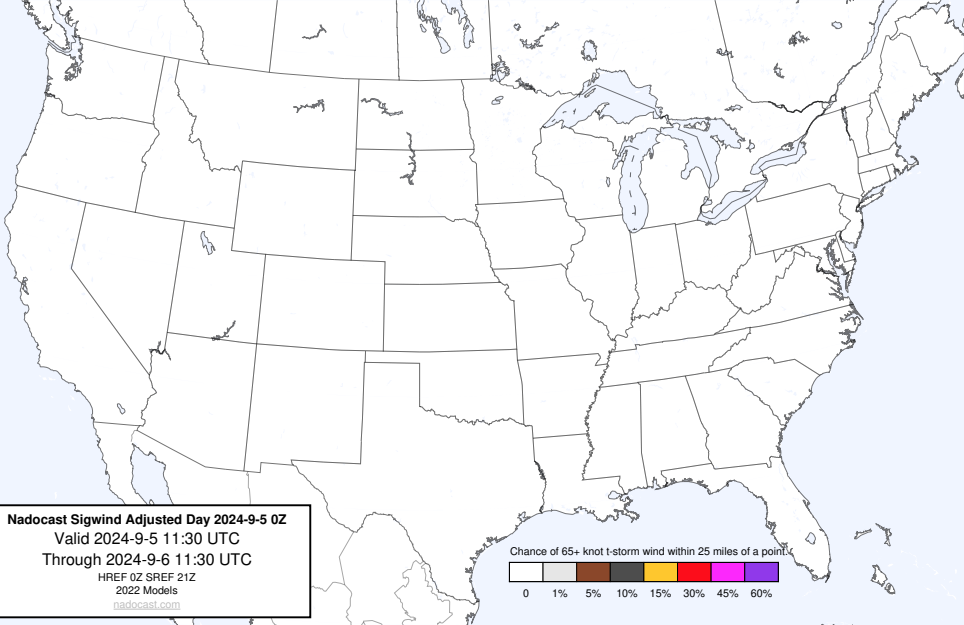 Nadocast Sigwind Adjusted Day 2024-9-5 0Z
Valid 2024-9-5 11:30 UTC
Through 2024-9-6 11:30 UTC
HREF 0Z SREF 21Z
2022 Models
nadocast.com
Chance of 65+ knot t-storm wind within 25 miles of a point.
0 1% 5% 10% 15% 30% 45% 60%